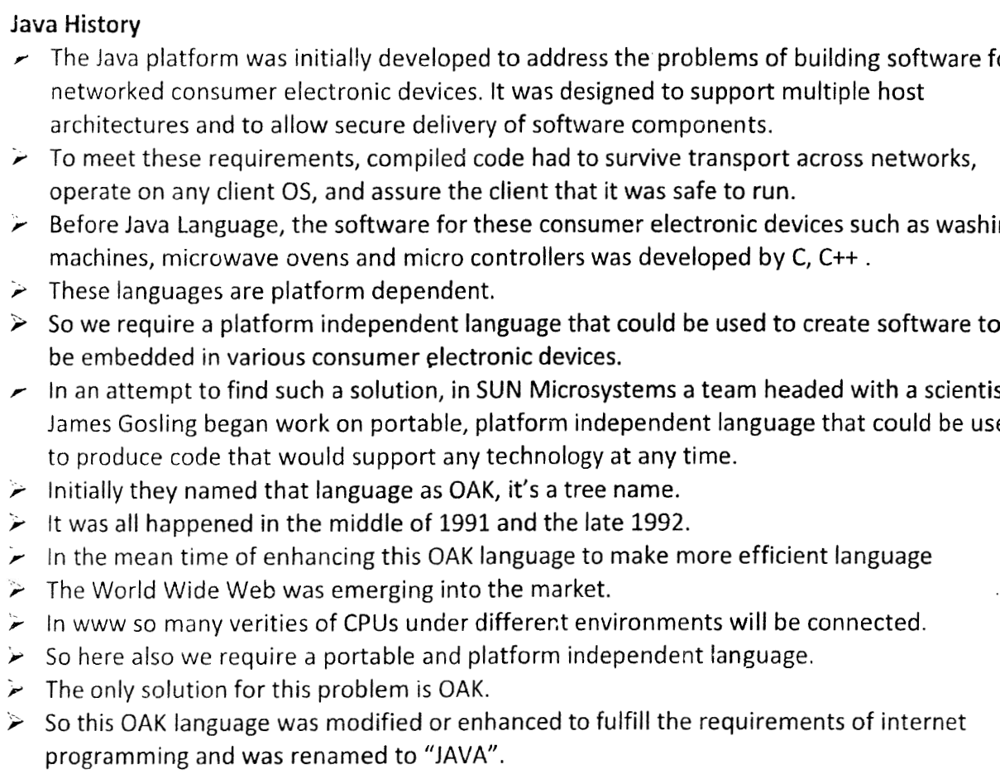 Java History
➤ The Java platform was initially developed to address the problems of building software fo
networked consumer electronic devices. It was designed to support multiple host
architectures and to allow secure delivery of software components.
➤ To meet these requirements, compiled code had to survive transport across networks,
operate on any client OS, and assure the client that it was safe to run.
➤ Before Java Language, the software for these consumer electronic devices such as washi
machines, microwave ovens and micro controllers was developed by C, C++ .
➤ These languages are platform dependent.
➤ So we require a platform independent language that could be used to create software to
be embedded in various consumer electronic devices.
➤ In an attempt to find such a solution, in SUN Microsystems a team headed with a scientis
James Gosling began work on portable, platform independent language that could be use
to produce code that would support any technology at any time.
➤ Initially they named that language as OAK, it's a tree name.
➤ It was all happened in the middle of 1991 and the late 1992.
➤ In the mean time of enhancing this OAK language to make more efficient language
➤ The World Wide Web was emerging into the market.
➤ In www so many verities of CPUs under different environments will be connected.
➤ So here also we require a portable and platform independent language.
➤ The only solution for this problem is OAK.
➤ So this OAK language was modified or enhanced to fulfill the requirements of internet
programming and was renamed to “JAVA”.